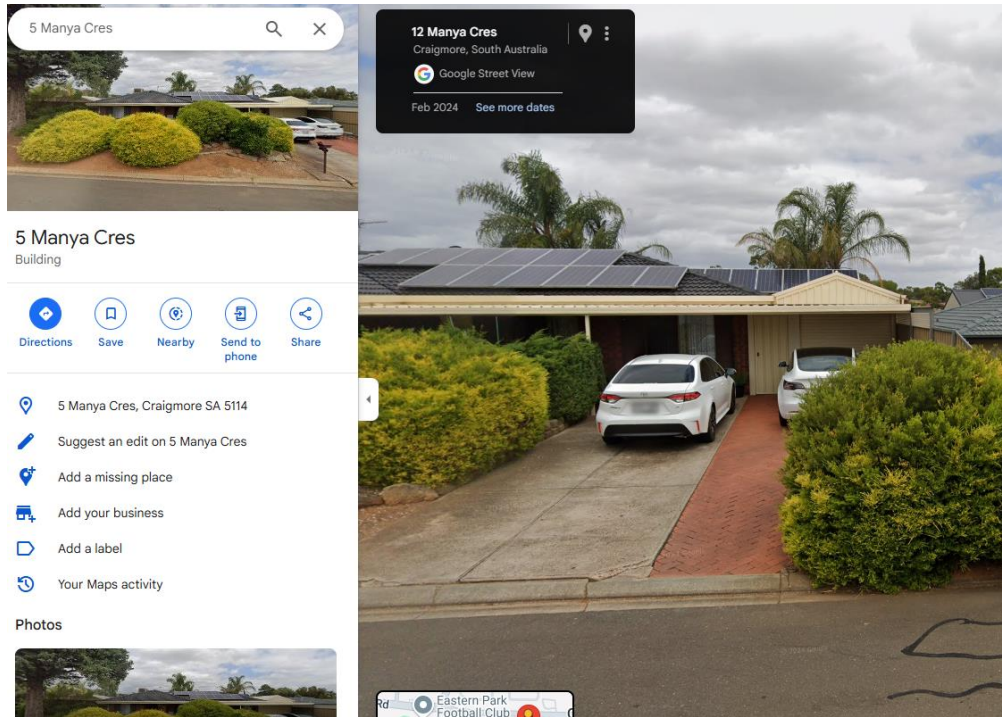 5 Manya Cres
5 Manya Cres
Building
Directions
Save
Nearby
Send to
phone
Share
5 Manya Cres, Craigmore SA 5114
Suggest an edit on 5 Manya Cres
Add a missing place
Add your business
Add a label
Your Maps activity
Photos
12 Manya Cres
Craigmore, South Australia
Google Street View
Feb 2024
See more dates
Rd
Eastern Park
Football Club